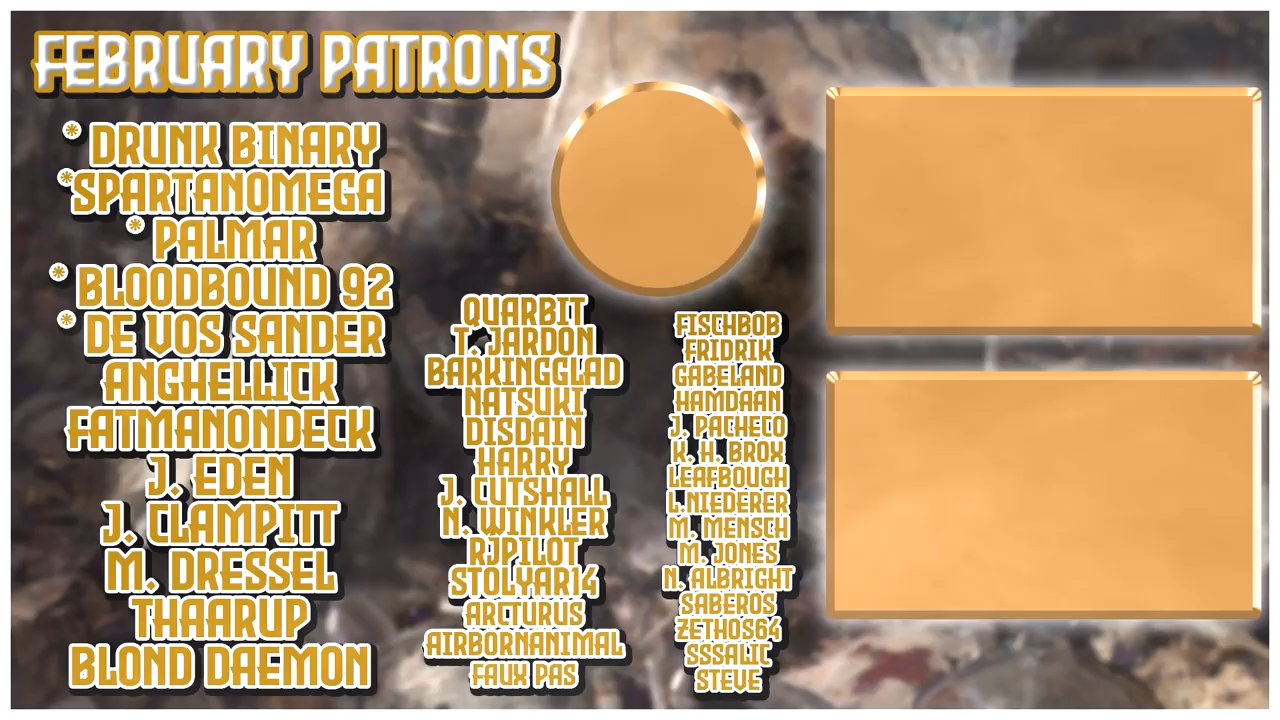 FEBRUARY PATRONS
* DRUNK BINARY
*SPARTANOMEGA
* PALMAR
* BLOODBOUND 92
* DE VOS SANDER
ANGHELLICK
FATMANONDECK
J. EDEN
J. CLAMPITT
M. DRESSEL
THAARUP
BLOND DAEMON
QUARBIT
T. JARDON
BARKINGGLAD
NATSUKI
DISDAIN
HARRY
J. CUTSHALL
N. WINKLER
RJPILOT
STOLYAR14
ARCTURUS
AIRBORNANIMAL
FAUX PAS
FISCHBOB
FRIDRIK
GABELAND
HAMDAAN
J. PACHECO
K. H. BROX
LEAFBOUGH
L.NIEDERER
M. MENSCH
M. JONES
N. ALBRIGHT
SABEROS
ZETHOS64
SSSALIC
STEVE